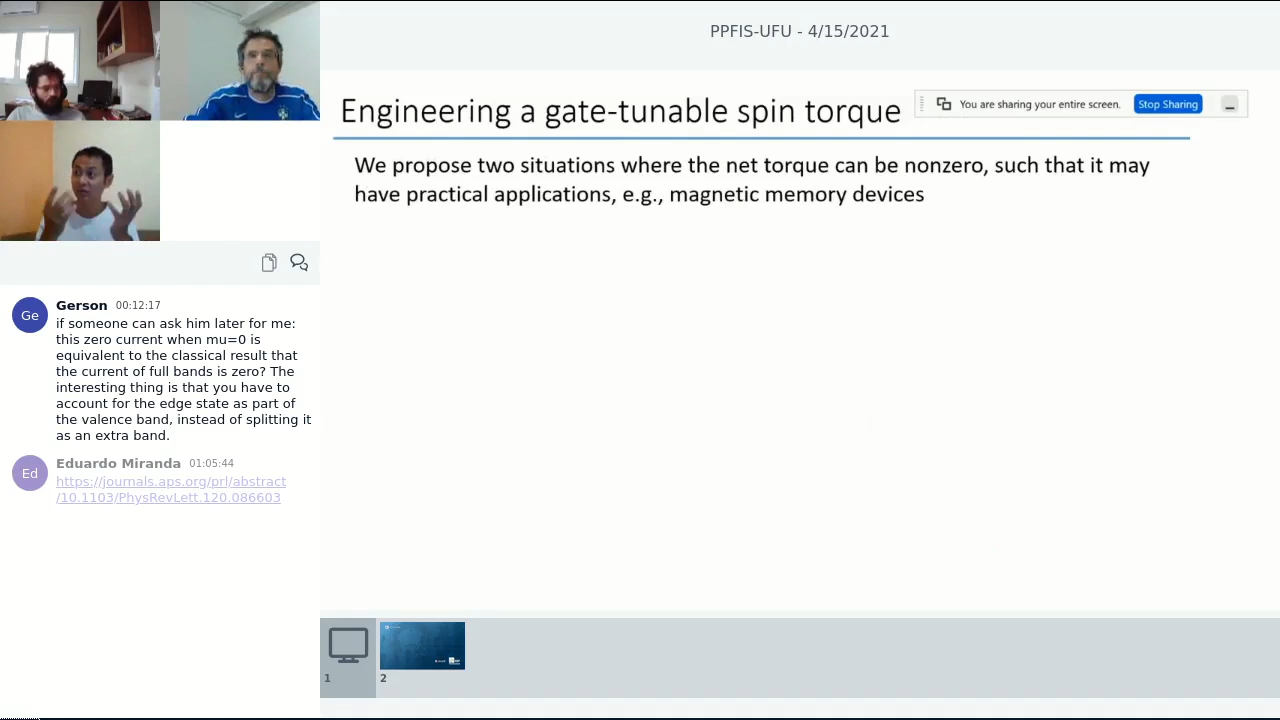 PPFIS-UFU - 4/15/2021
Engineering a gate-tunable spin torque
You are sharing your entire screen.
Stop Sharing
We propose two situations where the net torque can be nonzero, such that it may
have practical applications, e.g., magnetic memory devices
Ge
Gerson 00:12:17
if someone can ask him later for me:
this zero current when mu=0 is
equivalent to the classical result that
the current of full bands is zero? The
interesting thing is that you have to
account for the edge state as part of
the valence band, instead of splitting it
as an extra band.
Ed
Eduardo Miranda 01:05:44
https://journals.aps.org/prl/abstract
/10.1103/PhysRevLett.120.086603
1
2